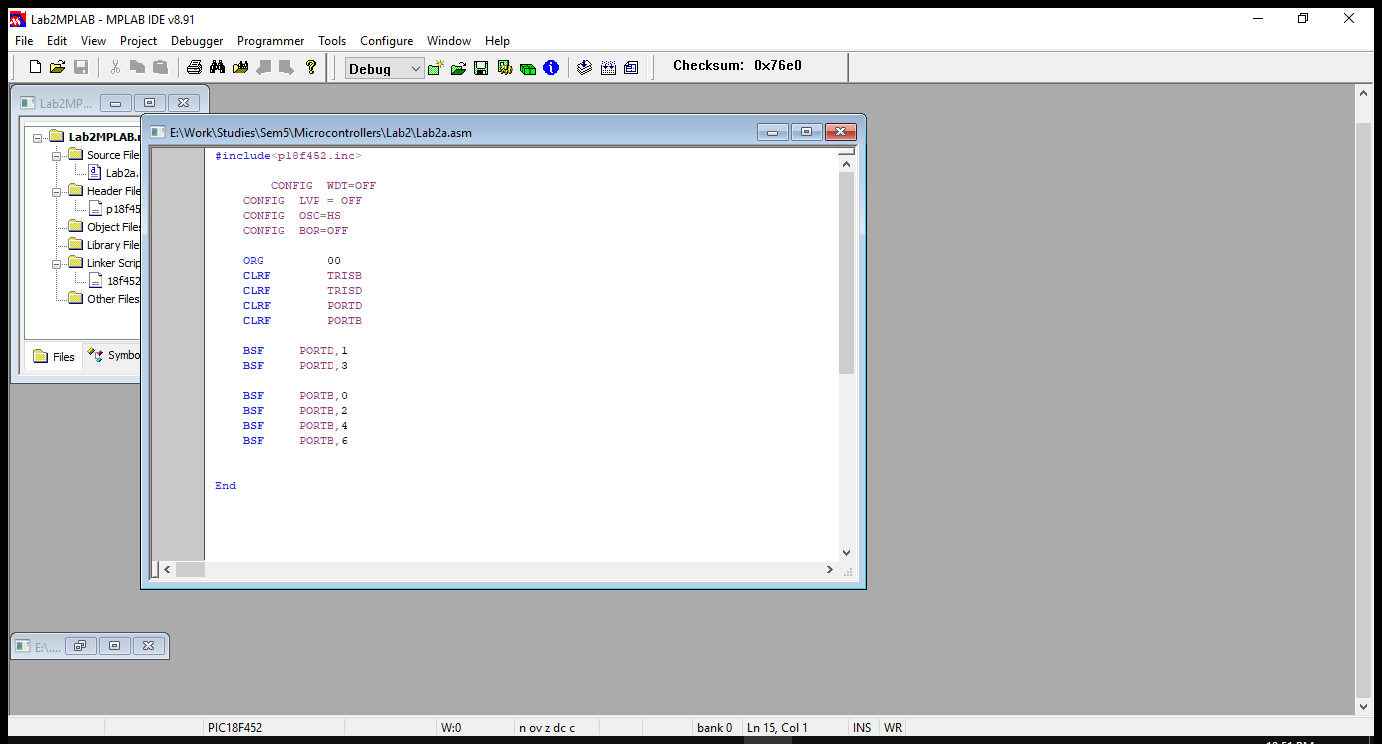 Lab2MPLAB - MPLAB IDE v8.91
File Edit View Project Debugger Programmer Tools Configure Window Help
Debug
Checksum: 0x76e0
Lab2MP...
Lab2MPLAB.
Source File
Lab2a.
Header File
p18f45
Object Files
Library File
Linker Scrip
18f452
Other Files
Files
Symbo
E:\Work\Studies\Sem5\Microcontrollers\Lab2\Lab2a.asm
#include<p18f452.inc>
CONFIG WDT=OFF
CONFIG LVP = OFF
CONFIG OSC=HS
CONFIG BOR=OFF
ORG 00
CLRF TRISB
CLRF TRISD
CLRF PORTD
CLRF PORTB
BSF PORTD,1
BSF PORTD,3
BSF PORTB,0
BSF PORTB,2
BSF PORTB,4
BSF PORTB,6
End
E:\....
PIC18F452 W:0 n ov z dc c bank 0 Ln 15, Col 1 INS WR